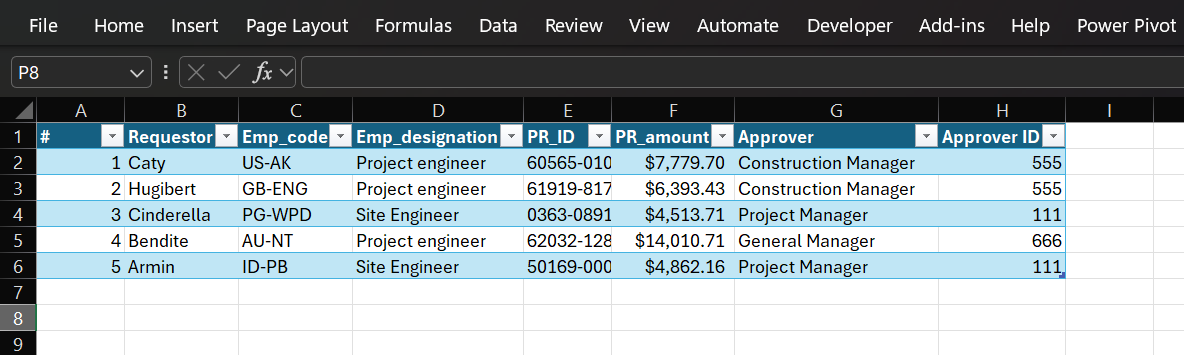 File Home Insert Page Layout Formulas Data Review View Automate Developer Add-ins Help Power Pivot
P8 fx
A B C D E F G H I
1 # Requestor Emp_code Emp_designation PR_ID PR_amount Approver Approver ID
2 1 Caty US-AK Project engineer 60565-010 $7,779.70 Construction Manager 555
3 2 Hugibert GB-ENG Project engineer 61919-817 $6,393.43 Construction Manager 555
4 3 Cinderella PG-WPD Site Engineer 0363-0891 $4,513.71 Project Manager 111
5 4 Bendite AU-NT Project engineer 62032-128 $14,010.71 General Manager 666
6 5 Armin ID-PB Site Engineer 50169-000 $4,862.16 Project Manager 111
7
8
9